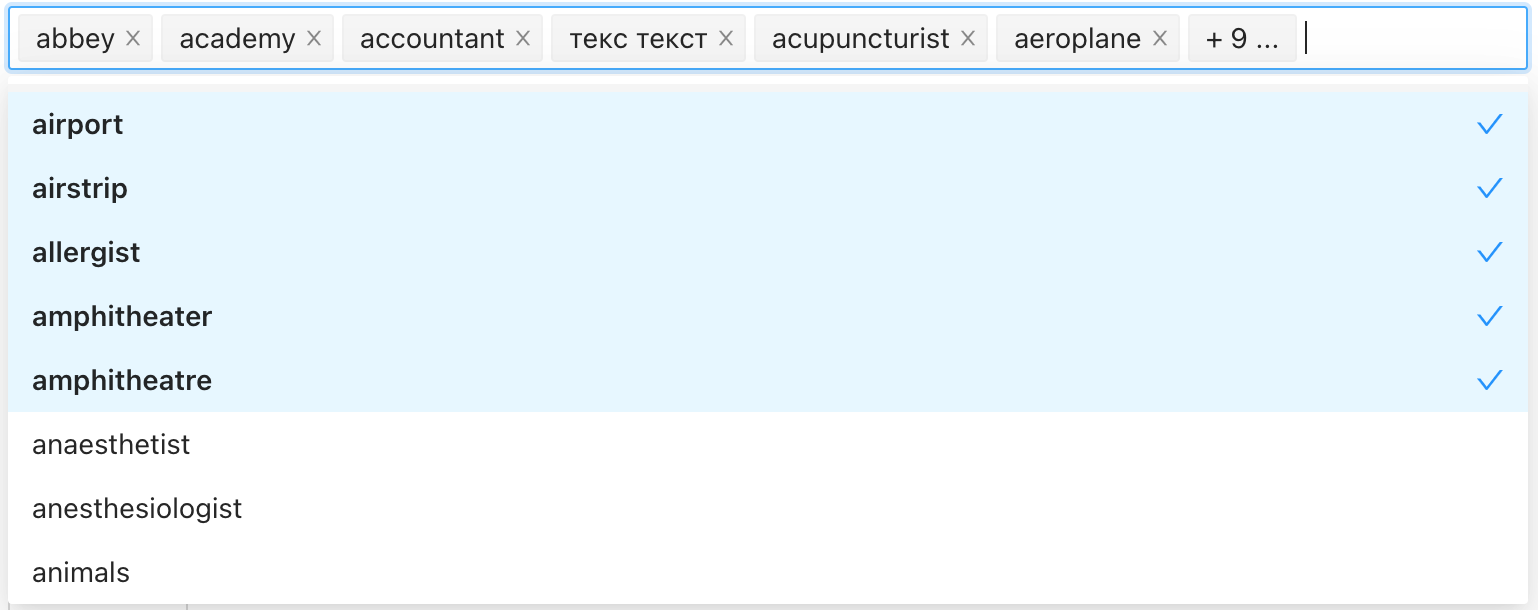 abbey academy accountant текс текст acupuncturist aeroplane + 9 ...
airport
airstrip
allergist
amphitheater
amphitheatre
anaesthetist
anesthesiologist
animals